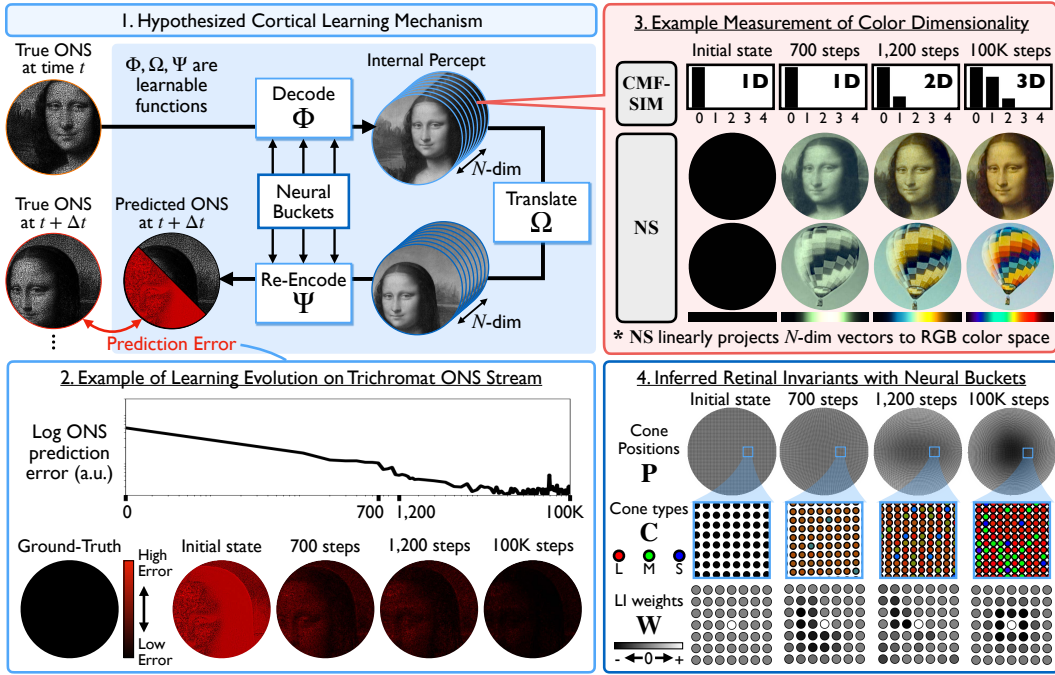 1. Hypothesized Cortical Learning Mechanism
True ONS
at time t
Φ, Ω, Ψ are
learnable
functions
Decode
Φ
Internal Percept
N-dim
Neural
Buckets
Translate
Ω
True ONS
at t + Δt
Predicted ONS
at t + Δt
Re-Encode
Ψ
N-dim
...
Prediction Error
3. Example Measurement of Color Dimensionality
Initial state 700 steps 1,200 steps 100K steps
CMF-
SIM
1D 1D 2D 3D
0 1 2 3 4 0 1 2 3 4 0 1 2 3 4 0 1 2 3 4
NS
* NS linearly projects N-dim vectors to RGB color space
2. Example of Learning Evolution on Trichromat ONS Stream
Log ONS
prediction
error (a.u.)
0 700 1,200 100K
Ground-Truth Initial state 700 steps 1,200 steps 100K steps
High
Error
Low
Error
4. Inferred Retinal Invariants with Neural Buckets
Initial state 700 steps 1,200 steps 100K steps
Cone
Positions
P
Cone types
C
L M S
LI weights
W
- 0 +